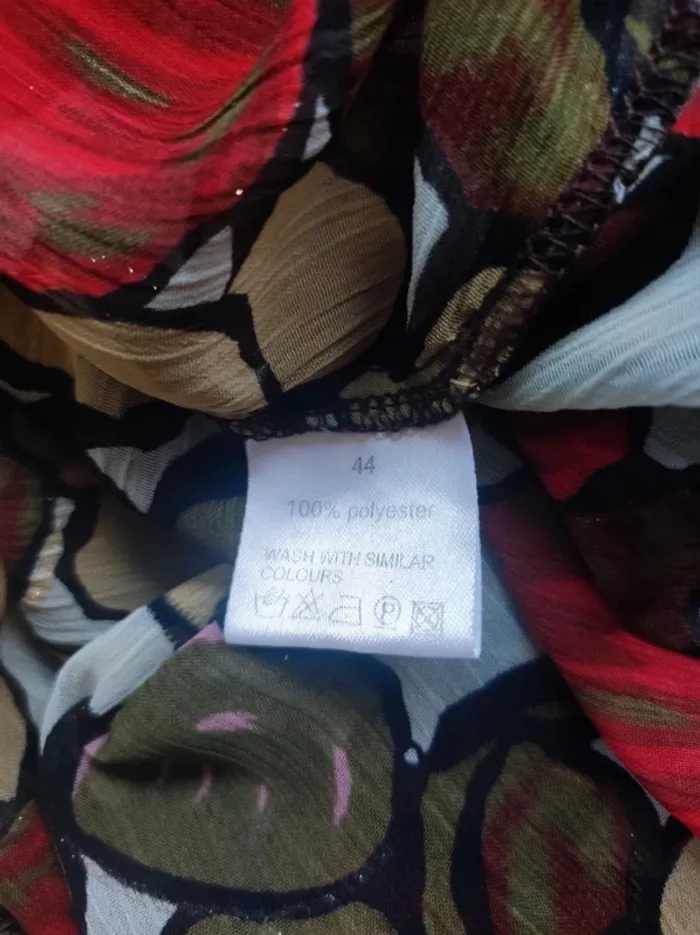 44
100% polyester
WASH WITH SIMILAR
COLOURS
P